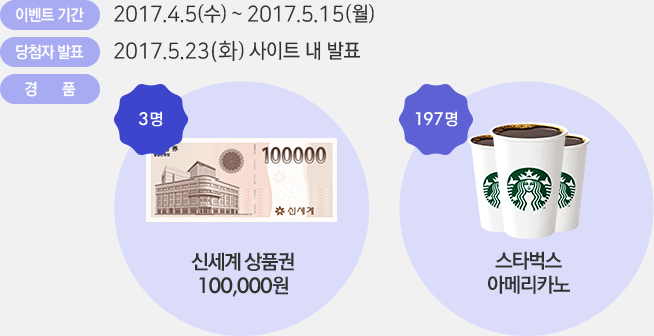 이벤트 기간
2017.4.5(수) ~ 2017.5.15(월)
당첨자 발표
2017.5.23(화) 사이트 내 발표
경 품
3명
197명
권
100000
신세계
신세계 상품권
100,000원
스타벅스
아메리카노